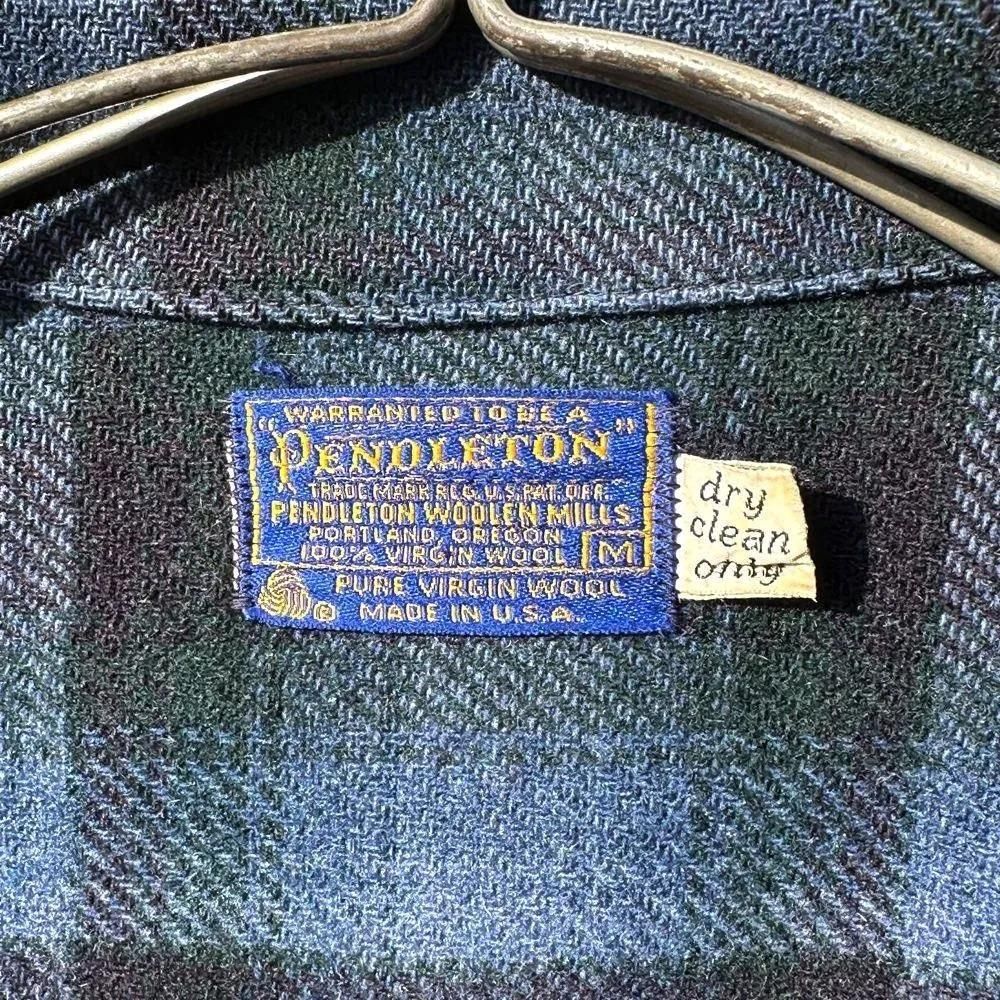 WARRANTED TO BE A
"PENDLETON"
TRADE MARK REG. U.S. PAT. OFF.
PENDLETON WOOLEN MILLS
PORTLAND, OREGON
100% VIRGIN WOOL M
PURE VIRGIN WOOL
® MADE IN U.S.A.
dry
clean
only